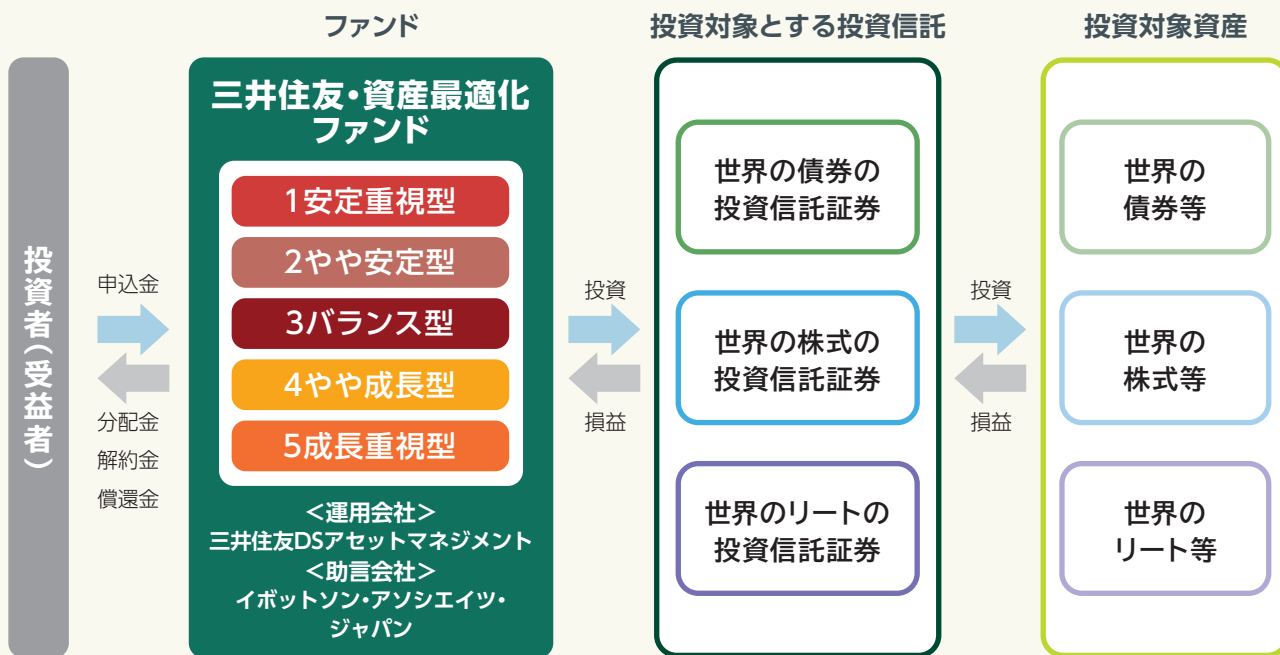 ファンド
投資対象とする投資信託
投資対象資産
投資者(受益者)
申込金
分配金
解約金
償還金
三井住友・資産最適化
ファンド
1安定重視型
2やや安定型
3バランス型
4やや成長型
5成長重視型
<運用会社>
三井住友DSアセットマネジメント
<助言会社>
イボットソン・アソシエイツ・
ジャパン
投資
損益
世界の債券の
投資信託証券
世界の株式の
投資信託証券
世界のリートの
投資信託証券
投資
損益
世界の
債券等
世界の
株式等
世界の
リート等